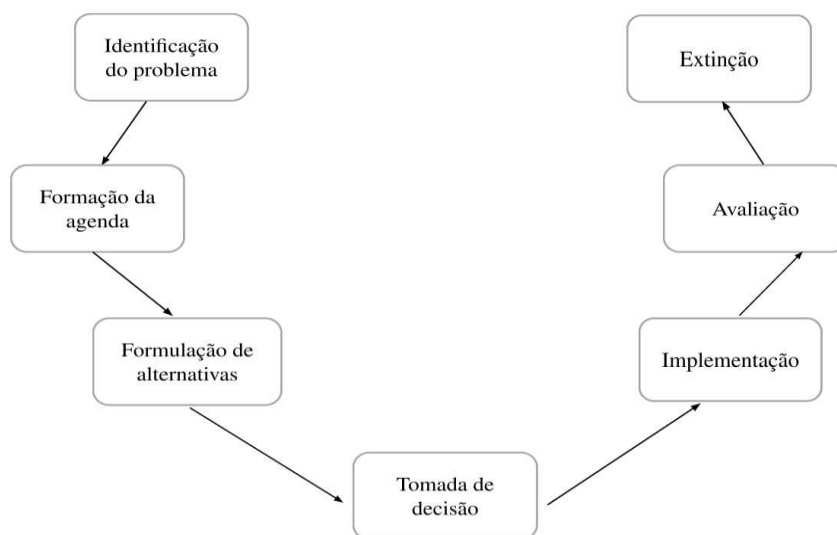 Identificação
do problema
Formação da
agenda
Formulação de
alternativas
Tomada de
decisão
Implementação
Avaliação
Extinção